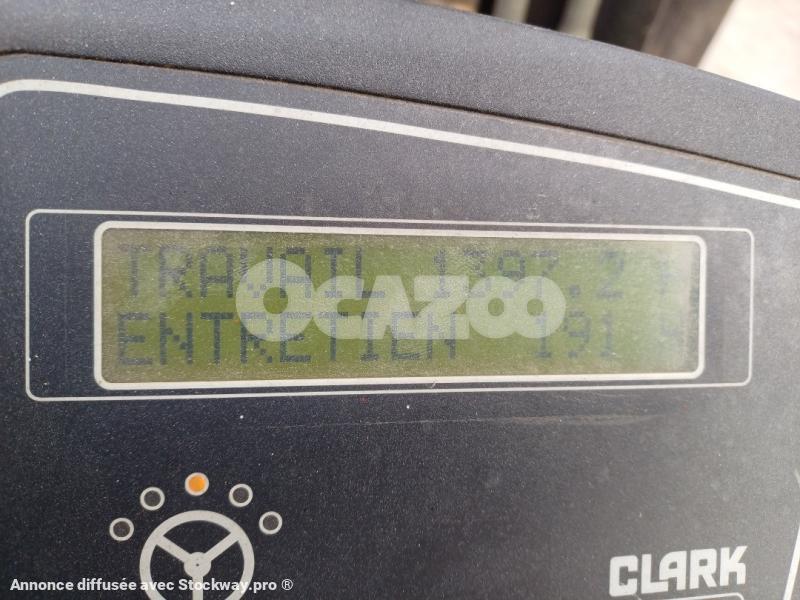 TRAVAIL 1397.2 H
ENTRETIEN 191 H
OCAZOO
CLARK
Annonce diffusée avec Stockway.pro ®